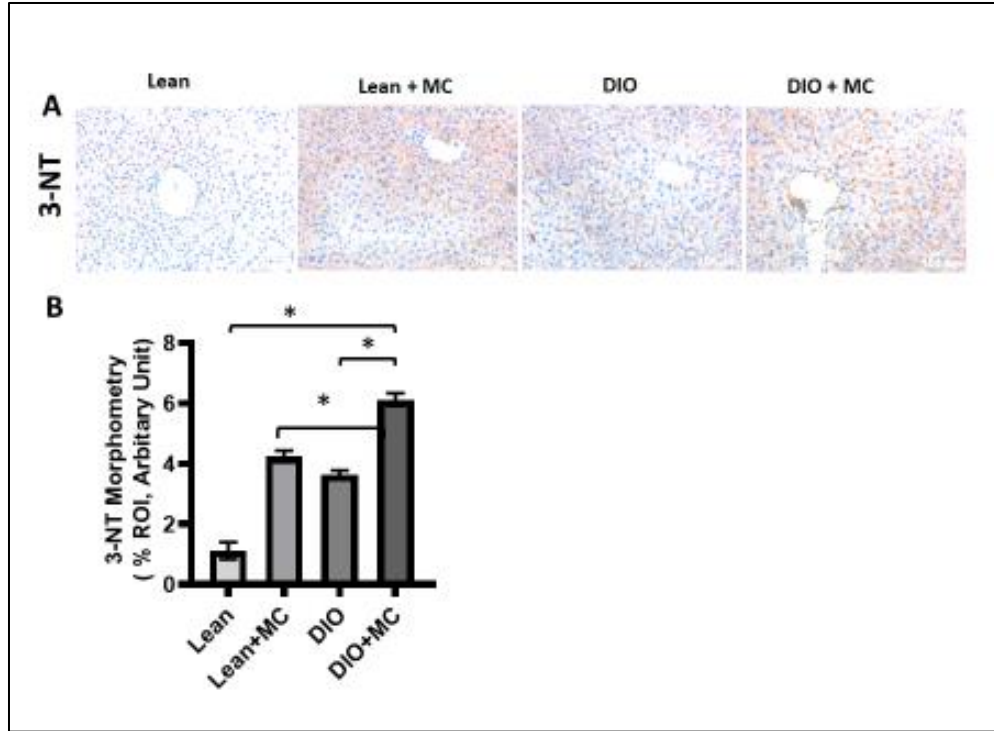 Lean Lean + MC DIO DIO + MC
A
3-NT
B
* 
*
*
3-NT Morphometry
( % ROI, Arbitary Unit)
8
6
4
2
0
Lean
Lean+MC
DIO
DIO+MC